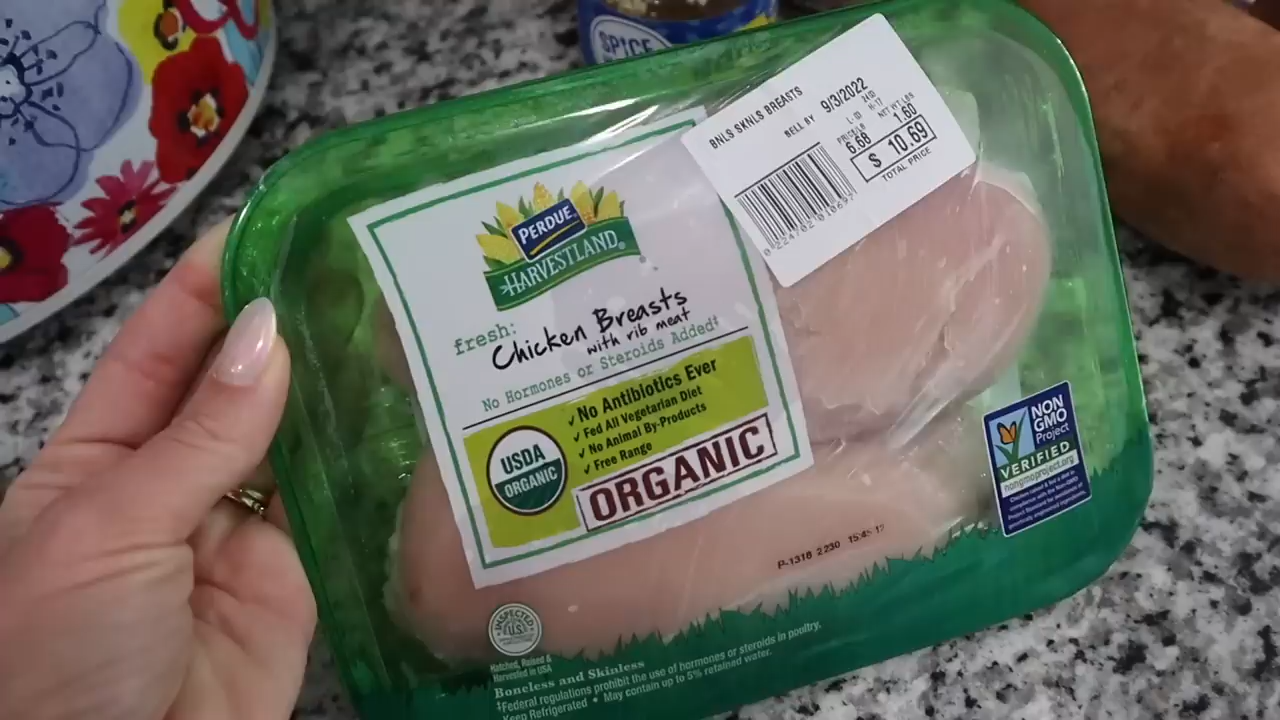 SPICE
BNLS SKNLS BREASTS
SELL BY 9/3/2022
PRICE/LB
NET WT LBS
6.68
1.60
$ 10.69
TOTAL PRICE
PERDUE
HARVESTLAND®
fresh:
Chicken Breasts
with rib meat
No Hormones or Steroids Added‡
✓ No Antibiotics Ever
✓ Fed All Vegetarian Diet
✓ No Animal By-Products
✓ Free Range
USDA
ORGANIC
ORGANIC
NON
GMO
Project
VERIFIED
nongmoproject.org
P-1318 2230 15:45 17
INSPECTED
U.S.
Hatched, Raised &
Harvested in USA
Boneless and Skinless
‡Federal regulations prohibit the use of hormones or steroids in poultry.
Keep Refrigerated • May contain up to 5% retained water.